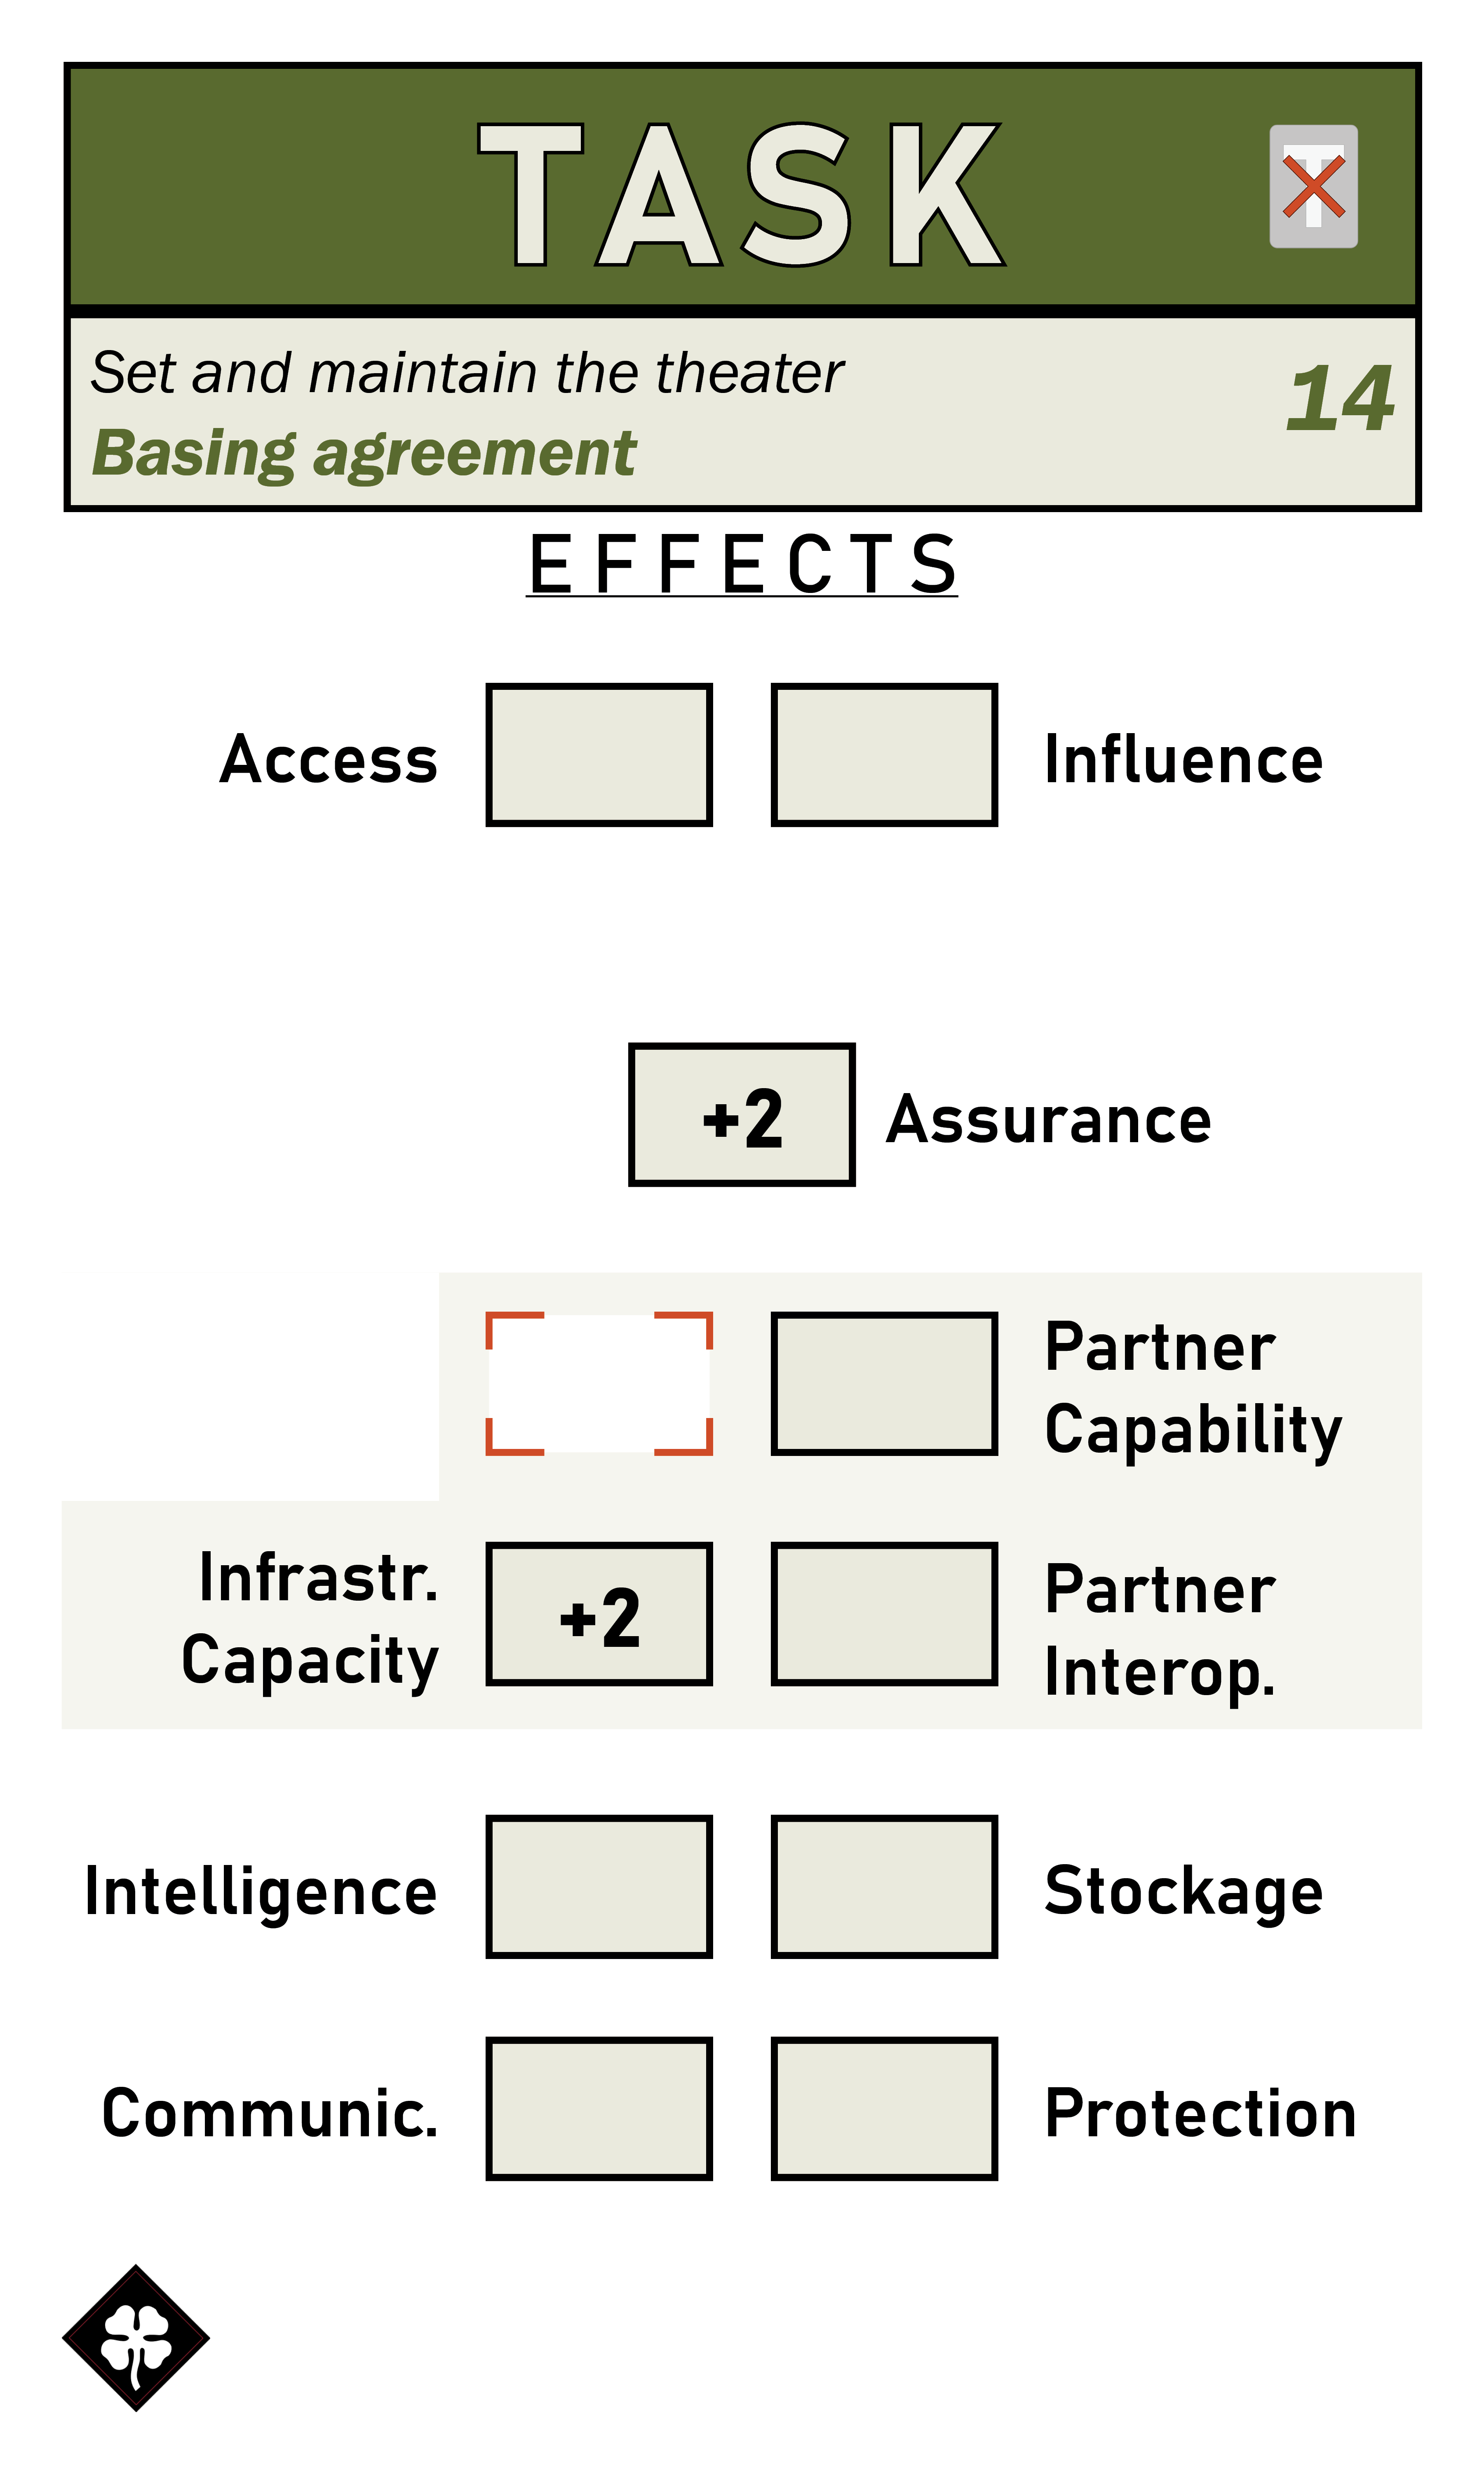 TASK
T
Set and maintain the theater
14
Basing agreement
EFFECTS
Access
Influence
+2 Assurance
Partner
Capability
Infrastr.
Capacity
+2
Partner
Interop.
Intelligence
Stockage
Communic.
Protection